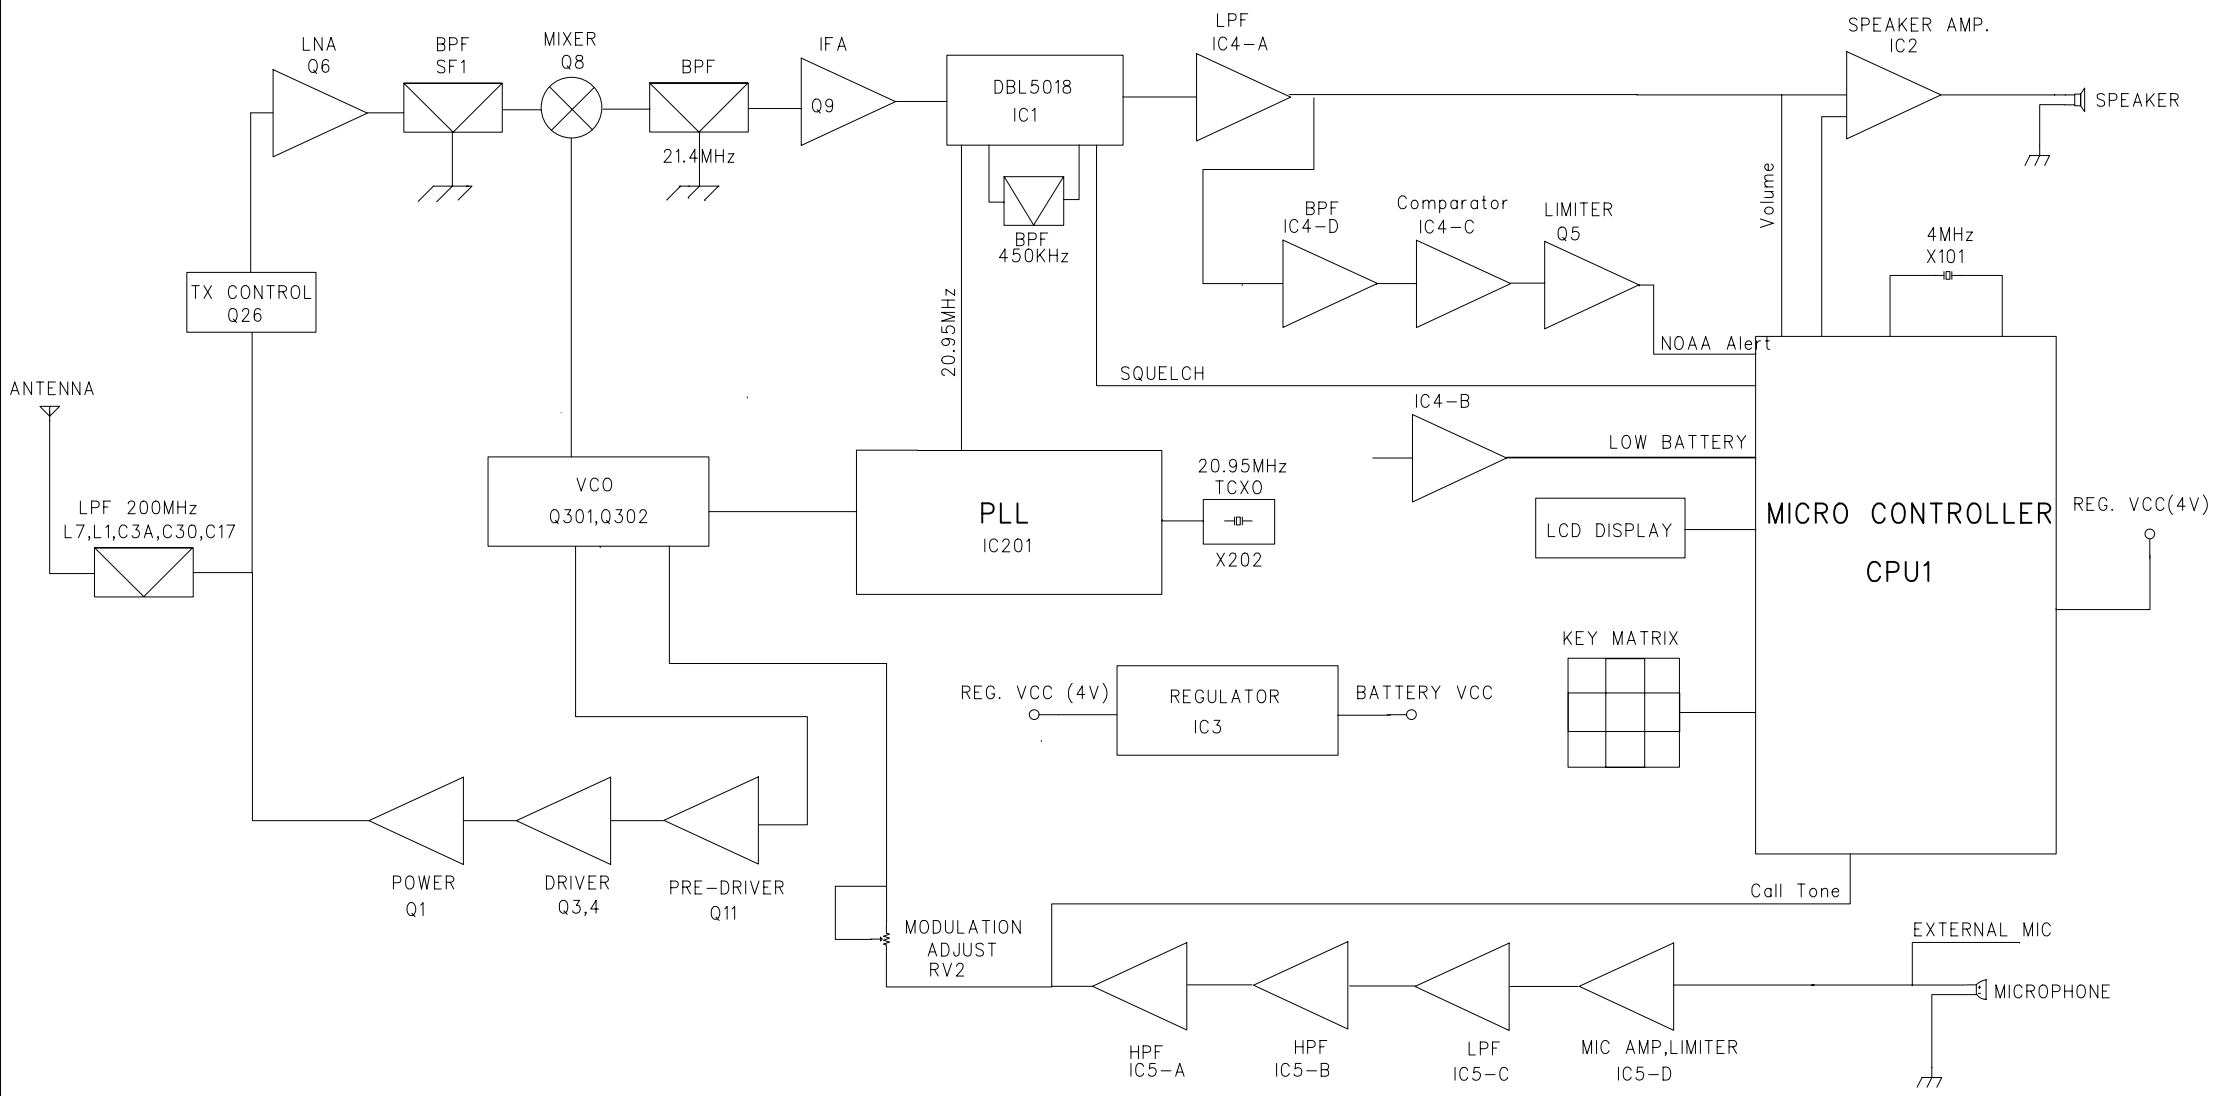 LNA
Q6
BPF
SF1
MIXER
Q8
BPF
21.4MHz
IFA
Q9
DBL5018
IC1
LPF
IC4-A
SPEAKER AMP.
IC2
SPEAKER
BPF
450KHz
BPF
IC4-D
Comparator
IC4-C
LIMITER
Q5
Volume
4MHz
X101
TX CONTROL
Q26
20.95MHz
NOAA Alert
SQUELCH
ANTENNA
IC4-B
LOW BATTERY
LPF 200MHz
L7,L1,C3A,C30,C17
VCO
Q301,Q302
PLL
IC201
20.95MHz
TCXO
X202
LCD DISPLAY
MICRO CONTROLLER
CPU1
REG. VCC(4V)
KEY MATRIX
REG. VCC (4V)
REGULATOR
IC3
BATTERY VCC
POWER
Q1
DRIVER
Q3,4
PRE-DRIVER
Q11
Call Tone
MODULATION
ADJUST
RV2
EXTERNAL MIC
MICROPHONE
HPF
IC5-A
HPF
IC5-B
LPF
IC5-C
MIC AMP,LIMITER
IC5-D